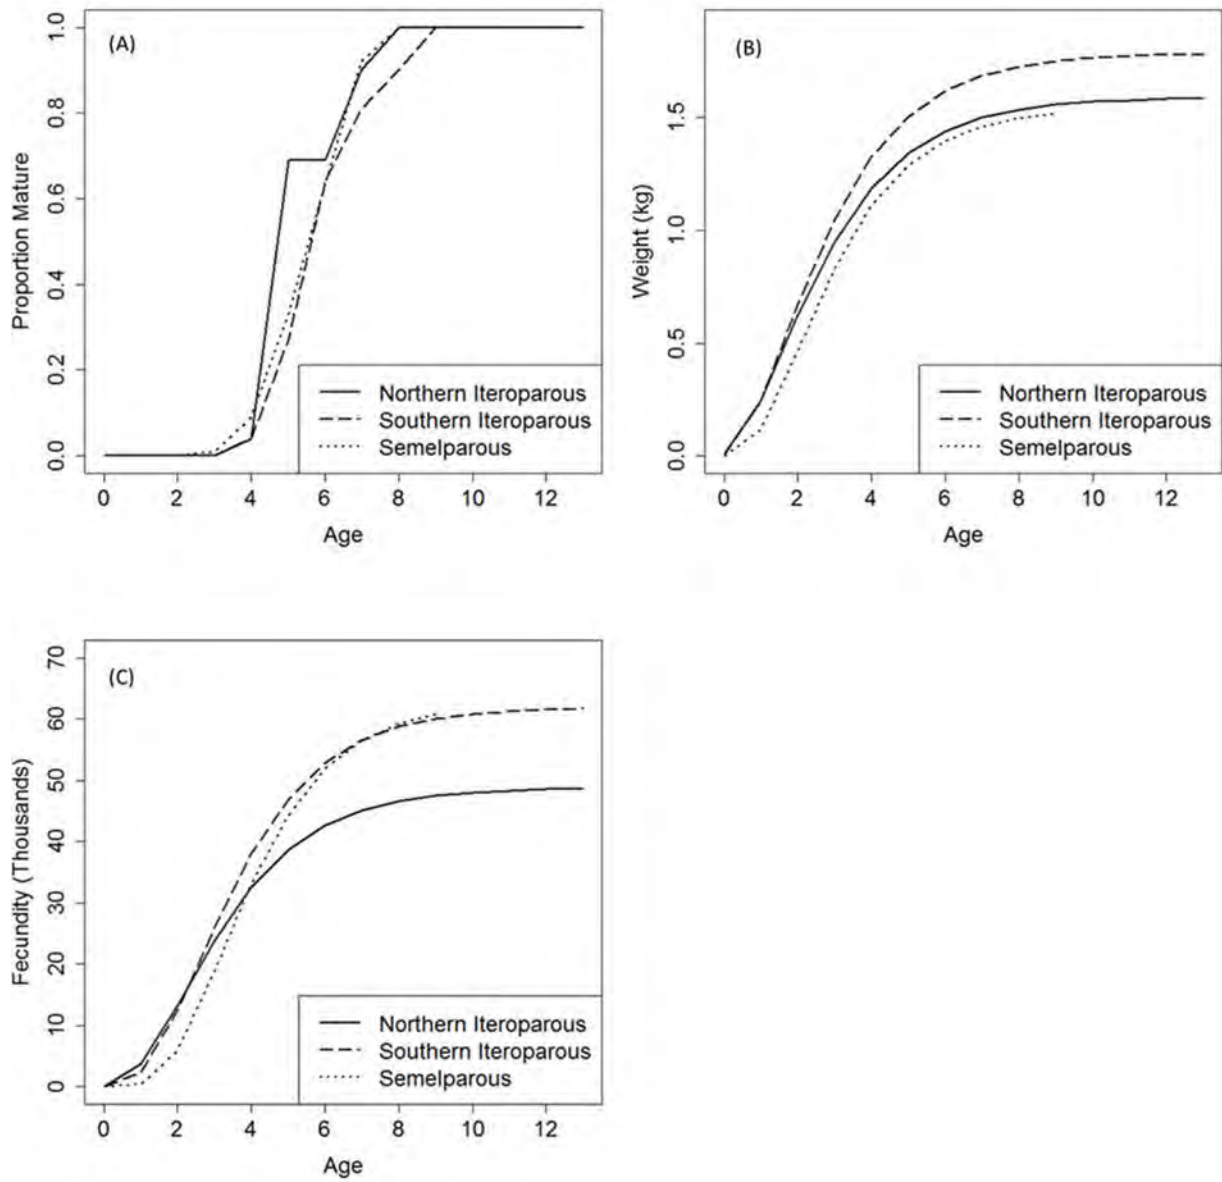 (A)
Proportion Mature
1.0
0.8
0.6
0.4
0.2
0.0
Northern Iteroparous
Southern Iteroparous
Semelparous
0 2 4 6 8 10 12
Age
(B)
Weight (kg)
1.5
1.0
0.5
0.0
Northern Iteroparous
Southern Iteroparous
Semelparous
0 2 4 6 8 10 12
Age
(C)
Fecundity (Thousands)
70
60
50
40
30
20
10
0
Northern Iteroparous
Southern Iteroparous
Semelparous
0 2 4 6 8 10 12
Age